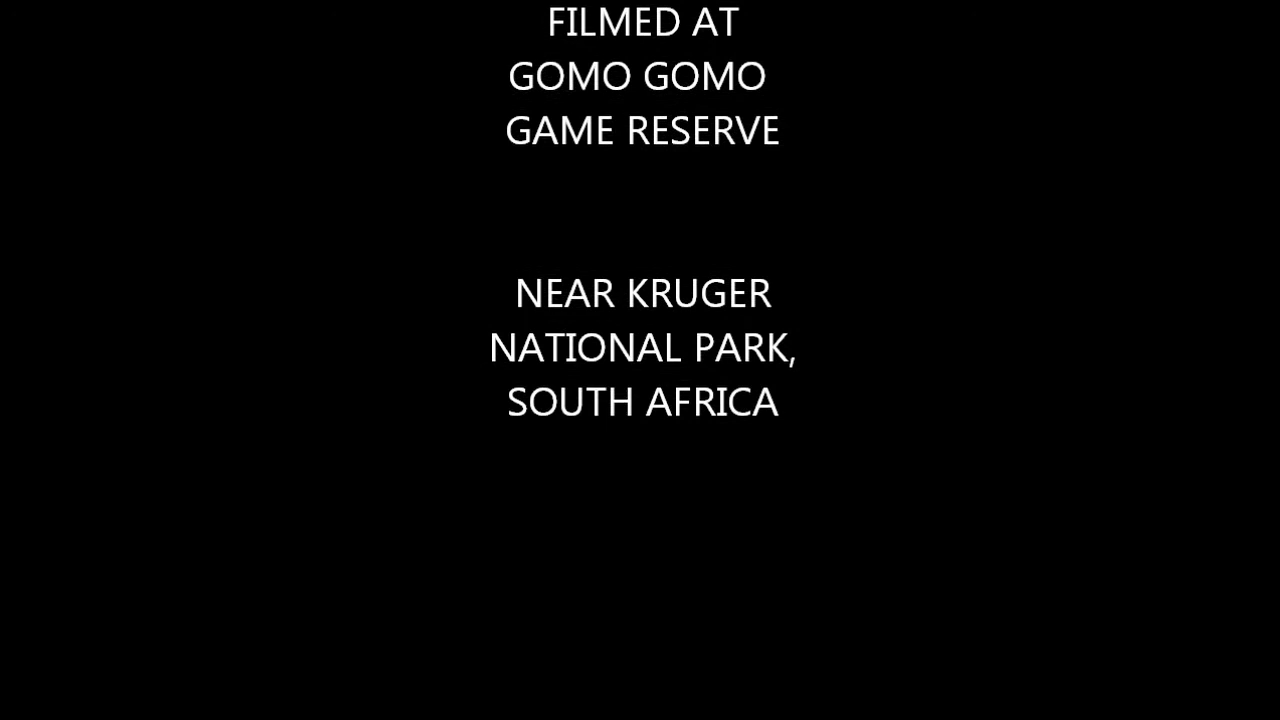 FILMED AT
GOMO GOMO
GAME RESERVE
NEAR KRUGER
NATIONAL PARK,
SOUTH AFRICA